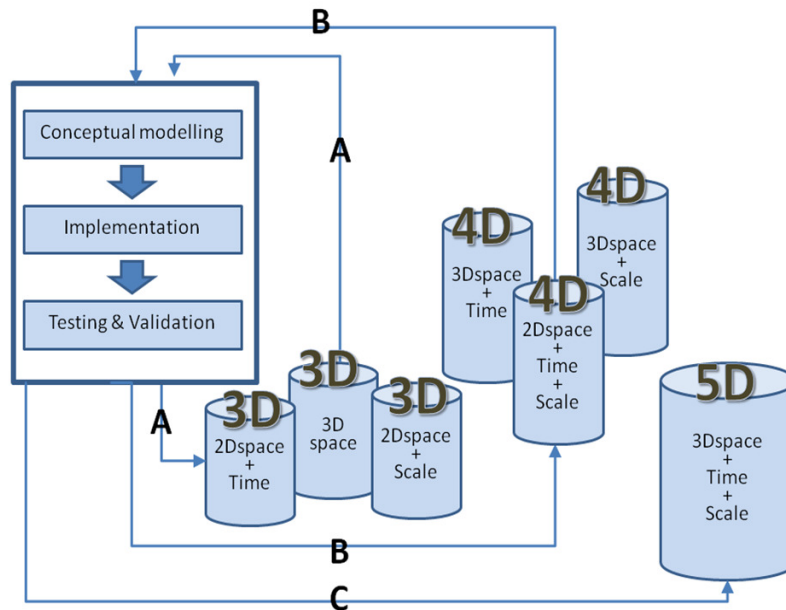 B
A
Conceptual modelling
Implementation
Testing & Validation
A
3D
2Dspace
+
Time
3D
3D
space
3D
2Dspace
+
Scale
4D
3Dspace
+
Time
4D
2Dspace
+
Time
+
Scale
4D
3Dspace
+
Scale
5D
3Dspace
+
Time
+
Scale
B
C